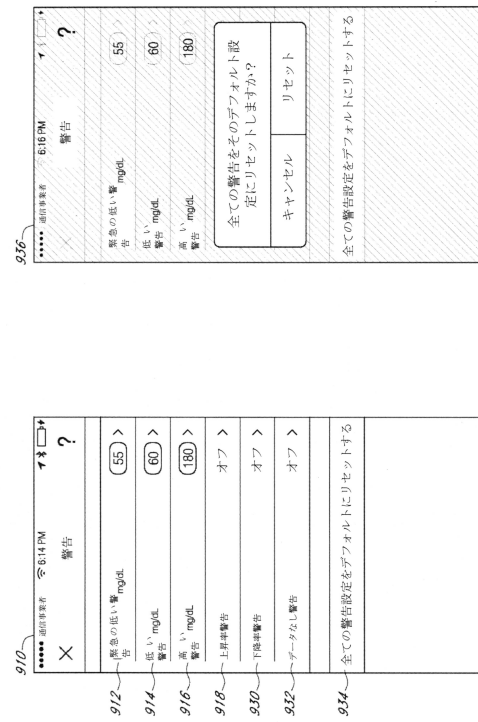 910
●●●●● 通信事業者 6:14 PM
× 警告 ?
912 緊急の低い警告 mg/dL 55 >
914 低い警告 mg/dL 60 >
916 高い警告 mg/dL 180 >
918 上昇率警告 オフ >
930 下降率警告 オフ >
932 データなし警告 オフ >
934 全ての警告設定をデフォルトにリセットする
936
●●●●● 通信事業者 6:16 PM
× 警告 ?
緊急の低い警告 mg/dL 55 >
低い警告 mg/dL 60 >
高い警告 mg/dL 180 >
全ての警告をそのデフォルト設
定にリセットしますか?
キャンセル リセット
全ての警告設定をデフォルトにリセットする